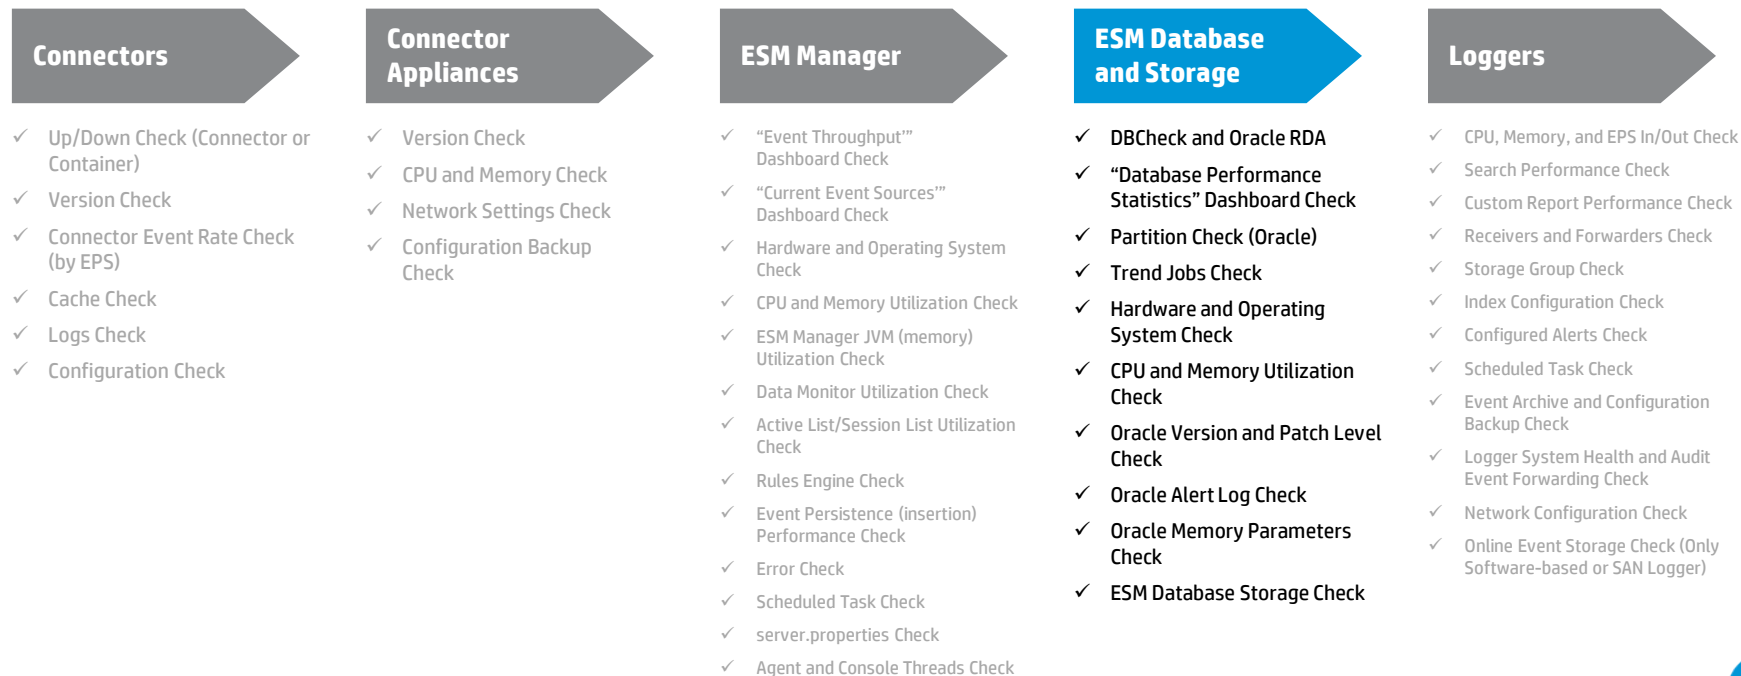 Connectors
Up/Down Check (Connector or
Container)
Version Check
Connector Event Rate Check
(by EPS)
Cache Check
Logs Check
Configuration Check
Connector
Appliances
Version Check
CPU and Memory Check
Network Settings Check
Configuration Backup
Check
ESM Manager
“Event Throughput’”
Dashboard Check
“Current Event Sources’”
Dashboard Check
Hardware and Operating System
Check
CPU and Memory Utilization Check
ESM Manager JVM (memory)
Utilization Check
Data Monitor Utilization Check
Active List/Session List Utilization
Check
Rules Engine Check
Event Persistence (insertion)
Performance Check
Error Check
Scheduled Task Check
server.properties Check
Agent and Console Threads Check
ESM Database
and Storage
DBCheck and Oracle RDA
“Database Performance
Statistics” Dashboard Check
Partition Check (Oracle)
Trend Jobs Check
Hardware and Operating
System Check
CPU and Memory Utilization
Check
Oracle Version and Patch Level
Check
Oracle Alert Log Check
Oracle Memory Parameters
Check
ESM Database Storage Check
Loggers
CPU, Memory, and EPS In/Out Check
Search Performance Check
Custom Report Performance Check
Receivers and Forwarders Check
Storage Group Check
Index Configuration Check
Configured Alerts Check
Scheduled Task Check
Event Archive and Configuration
Backup Check
Logger System Health and Audit
Event Forwarding Check
Network Configuration Check
Online Event Storage Check (Only
Software-based or SAN Logger)